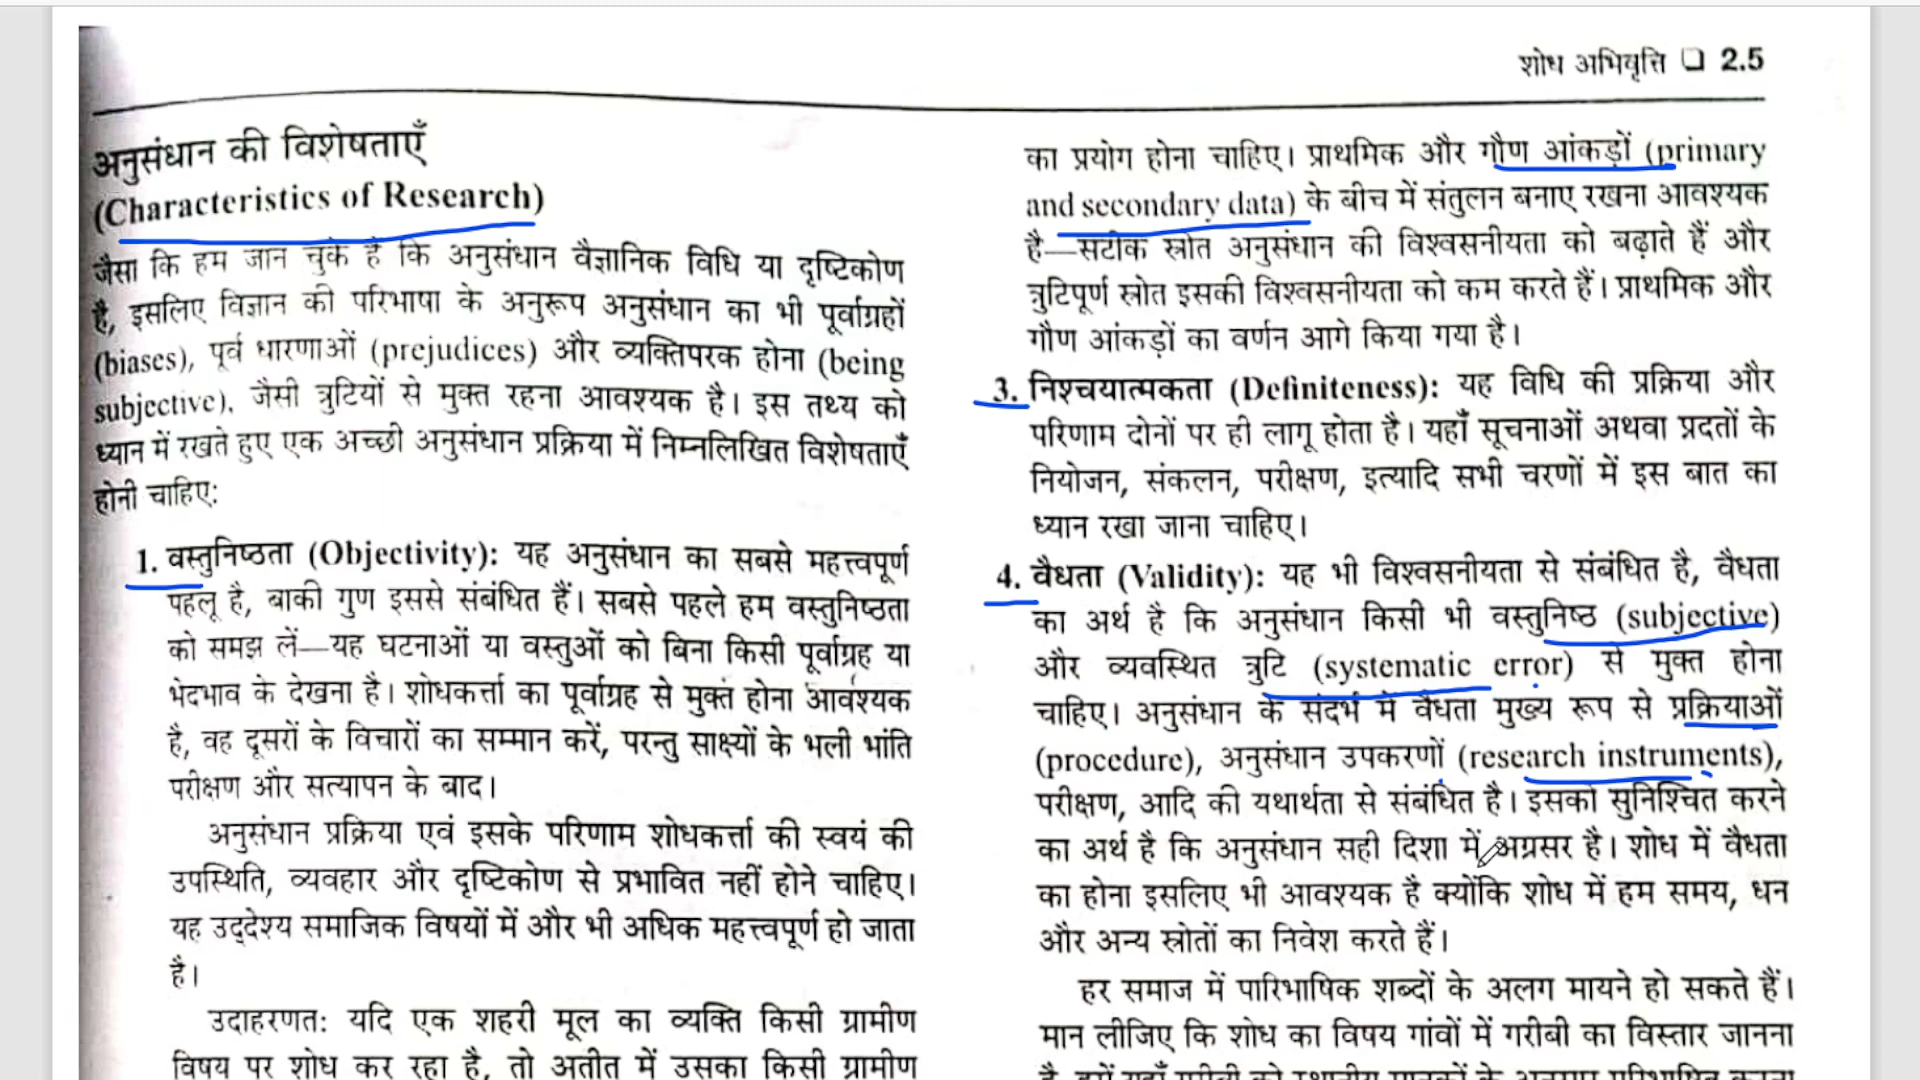 शोध अभिवृत्ति ❑ 2.5
अनुसंधान की विशेषताएँ
(Characteristics of Research)
जैसा कि हम जान चुके हैं कि अनुसंधान वैज्ञानिक विधि या दृष्टिकोण
है, इसलिए विज्ञान की परिभाषा के अनुरूप अनुसंधान का भी पूर्वाग्रहों
(biases), पूर्व धारणाओं (prejudices) और व्यक्तिपरक होना (being
subjective), जैसी त्रुटियों से मुक्त रहना आवश्यक है। इस तथ्य को
ध्यान में रखते हुए एक अच्छी अनुसंधान प्रक्रिया में निम्नलिखित विशेषताएँ
होनी चाहिए:
1. वस्तुनिष्ठता (Objectivity): यह अनुसंधान का सबसे महत्त्वपूर्ण
पहलू है, बाकी गुण इससे संबंधित हैं। सबसे पहले हम वस्तुनिष्ठता
को समझ लें—यह घटनाओं या वस्तुओं को बिना किसी पूर्वाग्रह या
भेदभाव के देखना है। शोधकर्त्ता का पूर्वाग्रह से मुक्त होना आवश्यक
है, वह दूसरों के विचारों का सम्मान करें, परन्तु साक्ष्यों के भली भांति
परीक्षण और सत्यापन के बाद।
अनुसंधान प्रक्रिया एवं इसके परिणाम शोधकर्त्ता की स्वयं की
उपस्थिति, व्यवहार और दृष्टिकोण से प्रभावित नहीं होने चाहिए।
यह उद्देश्य समाजिक विषयों में और भी अधिक महत्त्वपूर्ण हो जाता
है।
उदाहरणत: यदि एक शहरी मूल का व्यक्ति किसी ग्रामीण
विषय पर शोध कर रहा है, तो अतीत में उसका किसी ग्रामीण
का प्रयोग होना चाहिए। प्राथमिक और गौण आंकड़ों (primary
and secondary data) के बीच में संतुलन बनाए रखना आवश्यक
है—सटीक स्रोत अनुसंधान की विश्वसनीयता को बढ़ाते हैं और
त्रुटिपूर्ण स्रोत इसकी विश्वसनीयता को कम करते हैं। प्राथमिक और
गौण आंकड़ों का वर्णन आगे किया गया है।
3. निश्चयात्मकता (Definiteness): यह विधि की प्रक्रिया और
परिणाम दोनों पर ही लागू होता है। यहाँ सूचनाओं अथवा प्रदतों के
नियोजन, संकलन, परीक्षण, इत्यादि सभी चरणों में इस बात का
ध्यान रखा जाना चाहिए।
4. वैधता (Validity): यह भी विश्वसनीयता से संबंधित है, वैधता
का अर्थ है कि अनुसंधान किसी भी वस्तुनिष्ठ (subjective)
और व्यवस्थित त्रुटि (systematic error) से मुक्त होना
चाहिए। अनुसंधान के संदर्भ में वैधता मुख्य रूप से प्रक्रियाओं
(procedure), अनुसंधान उपकरणों (research instruments),
परीक्षण, आदि की यथार्थता से संबंधित है। इसको सुनिश्चित करने
का अर्थ है कि अनुसंधान सही दिशा में अग्रसर है। शोध में वैधता
का होना इसलिए भी आवश्यक है क्योंकि शोध में हम समय, धन
और अन्य स्रोतों का निवेश करते हैं।
हर समाज में पारिभाषिक शब्दों के अलग मायने हो सकते हैं।
मान लीजिए कि शोध का विषय गांवों में गरीबी का विस्तार जानना